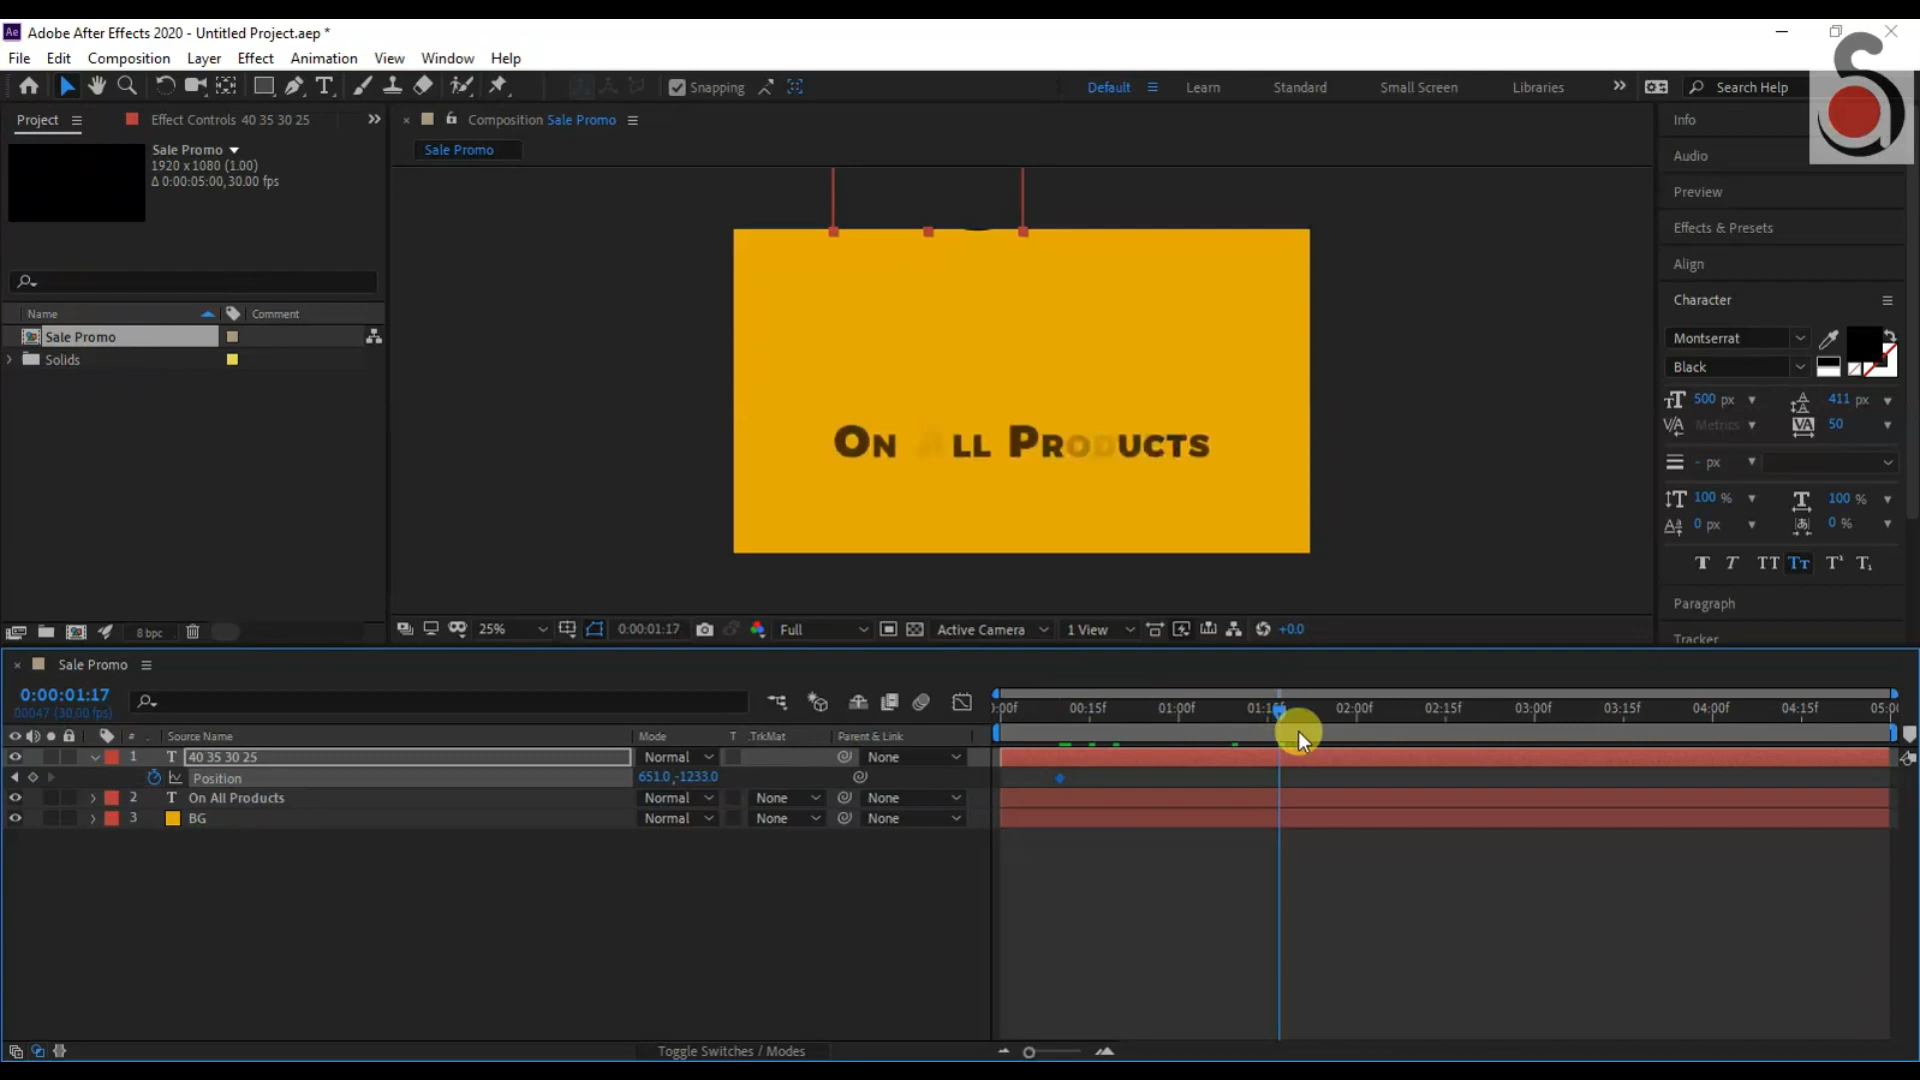 Ae Adobe After Effects 2020 - Untitled Project.aep *
File Edit Composition Layer Effect Animation View Window Help
Snapping Default Learn Standard Small Screen Libraries Search Help
Project Effect Controls 40 35 30 25 Composition Sale Promo
Sale Promo
1920 x 1080 (1.00)
Δ 0:00:05:00, 30.00 fps
Sale Promo
Name Comment
Sale Promo
Solids
On All Products
Info
Audio
Preview
Effects & Presets
Align
Character
Montserrat
Black
500 px 411 px
Metrics 50
- px
100 % 100 %
0 px 0 %
Paragraph
Tracker
8 bpc
25% 0:00:01:17 Full Active Camera 1 View +0.0
Sale Promo
0:00:01:17
00047 (30.00 fps)
):00f 00:15f 01:00f 01:15f 02:00f 02:15f 03:00f 03:15f 04:00f 04:15f 05:00
# Source Name Mode T .TrkMat Parent & Link
1 T 40 35 30 25 Normal None
Position 651.0,-1233.0
2 T On All Products Normal None None
3 BG Normal None None
Toggle Switches / Modes